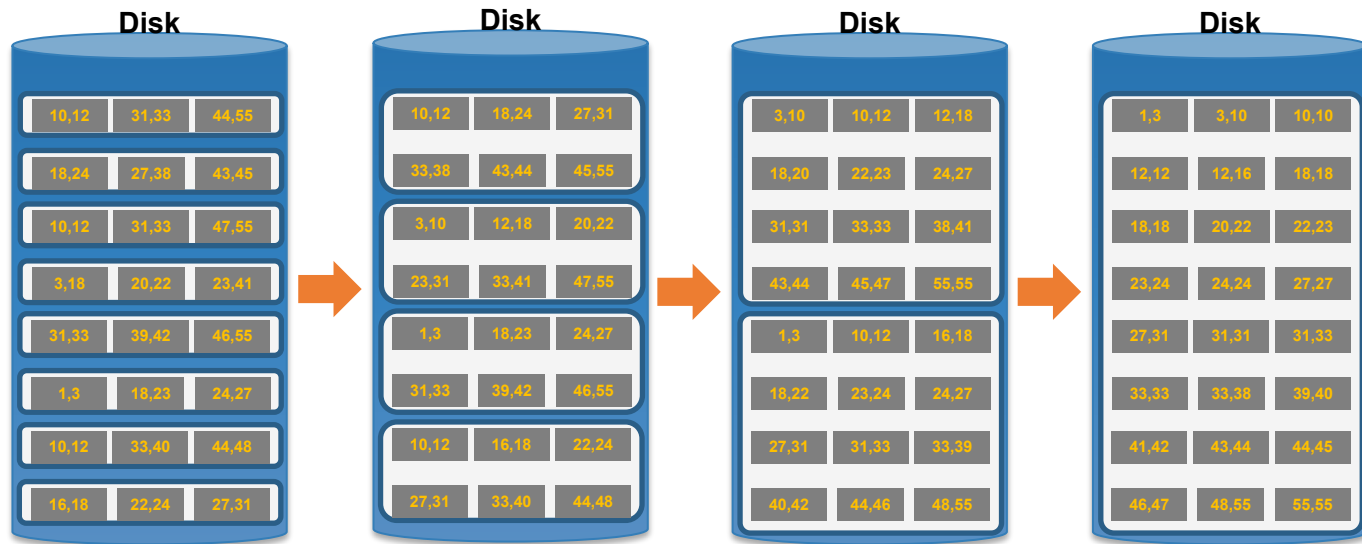 Disk
10,12 31,33 44,55
18,24 27,38 43,45
10,12 31,33 47,55
3,18 20,22 23,41
31,33 39,42 46,55
1,3 18,23 24,27
10,12 33,40 44,48
16,18 22,24 27,31
Disk
10,12 18,24 27,31
33,38 43,44 45,55
3,10 12,18 20,22
23,31 33,41 47,55
1,3 18,23 24,27
31,33 39,42 46,55
10,12 16,18 22,24
27,31 33,40 44,48
Disk
3,10 10,12 12,18
18,20 22,23 24,27
31,31 33,33 38,41
43,44 45,47 55,55
1,3 10,12 16,18
18,22 23,24 24,27
27,31 31,33 33,39
40,42 44,46 48,55
Disk
1,3 3,10 10,10
12,12 12,16 18,18
18,18 20,22 22,23
23,24 24,24 27,27
27,31 31,31 31,33
33,33 33,38 39,40
41,42 43,44 44,45
46,47 48,55 55,55